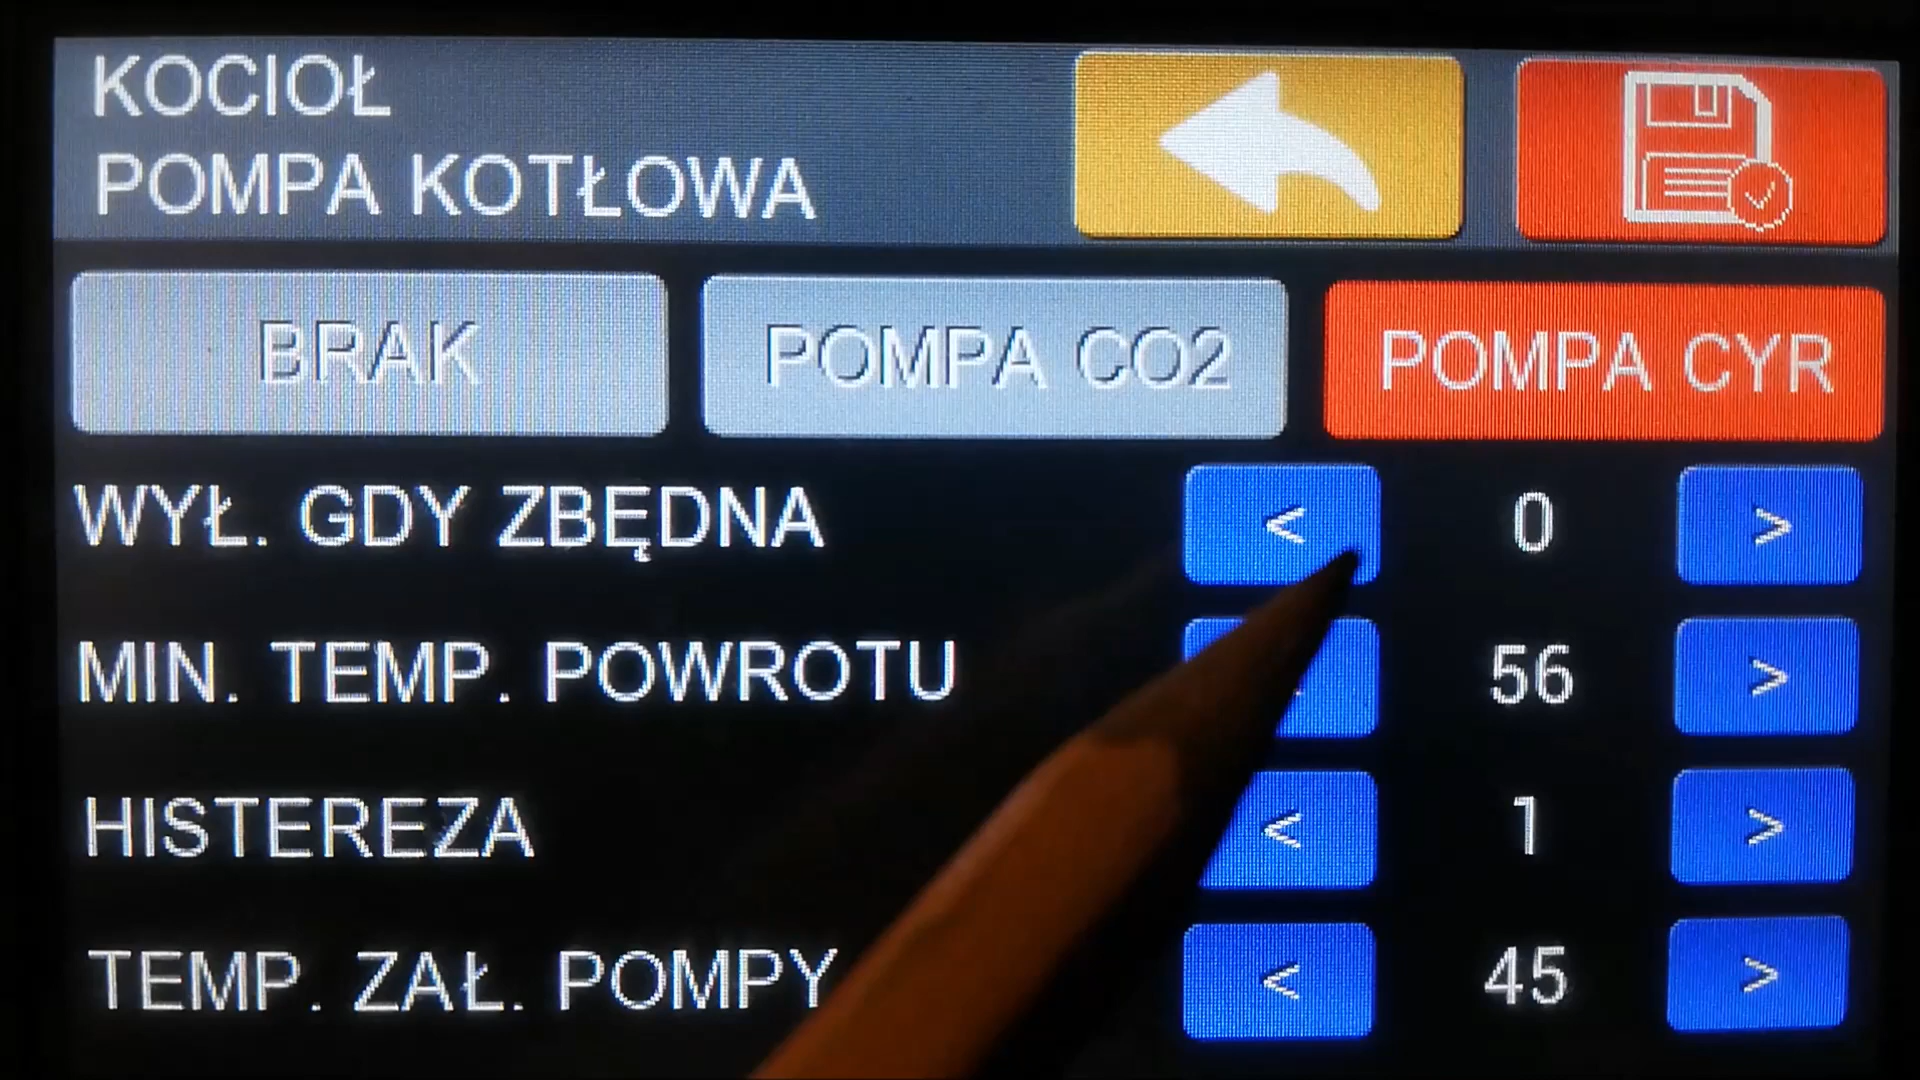 KOCIOŁ
POMPA KOTŁOWA
BRAK POMPA CO2 POMPA CYR
WYŁ. GDY ZBĘDNA < 0 >
MIN. TEMP. POWROTU 56 >
HISTEREZA < 1 >
TEMP. ZAŁ. POMPY < 45 >